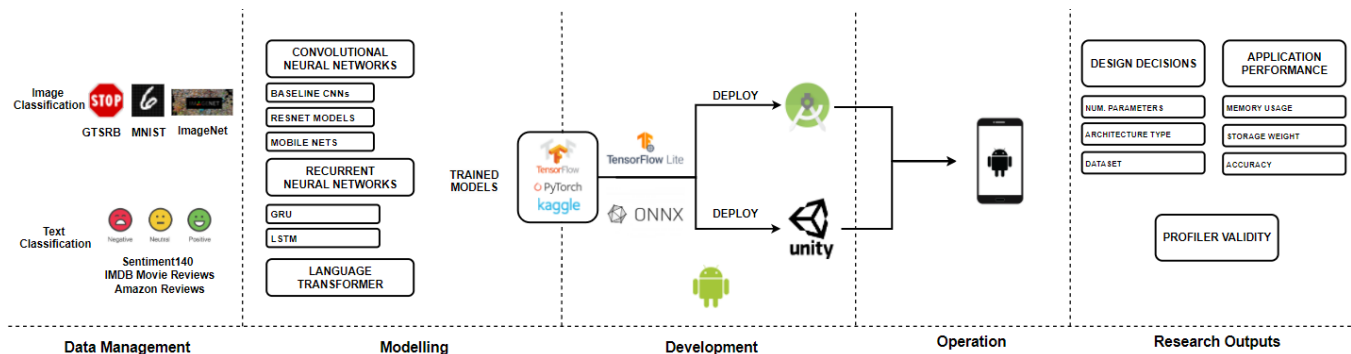 Image
Classification
STOP
6
GTSRB
MNIST
ImageNet
Text
Classification
Negative
Neutral
Positive
Sentiment140
IMDB Movie Reviews
Amazon Reviews
Data Management
CONVOLUTIONAL
NEURAL NETWORKS
BASELINE CNNs
RESNET MODELS
MOBILE NETS
RECURRENT
NEURAL NETWORKS
GRU
LSTM
LANGUAGE
TRANSFORMER
TRAINED
MODELS
Modelling
TensorFlow
PyTorch
kaggle
TensorFlow Lite
ONNX
DEPLOY
DEPLOY
unity
Development
Operation
DESIGN DECISIONS
NUM. PARAMETERS
ARCHITECTURE TYPE
DATASET
APPLICATION
PERFORMANCE
MEMORY USAGE
STORAGE WEIGHT
ACCURACY
PROFILER VALIDITY
Research Outputs